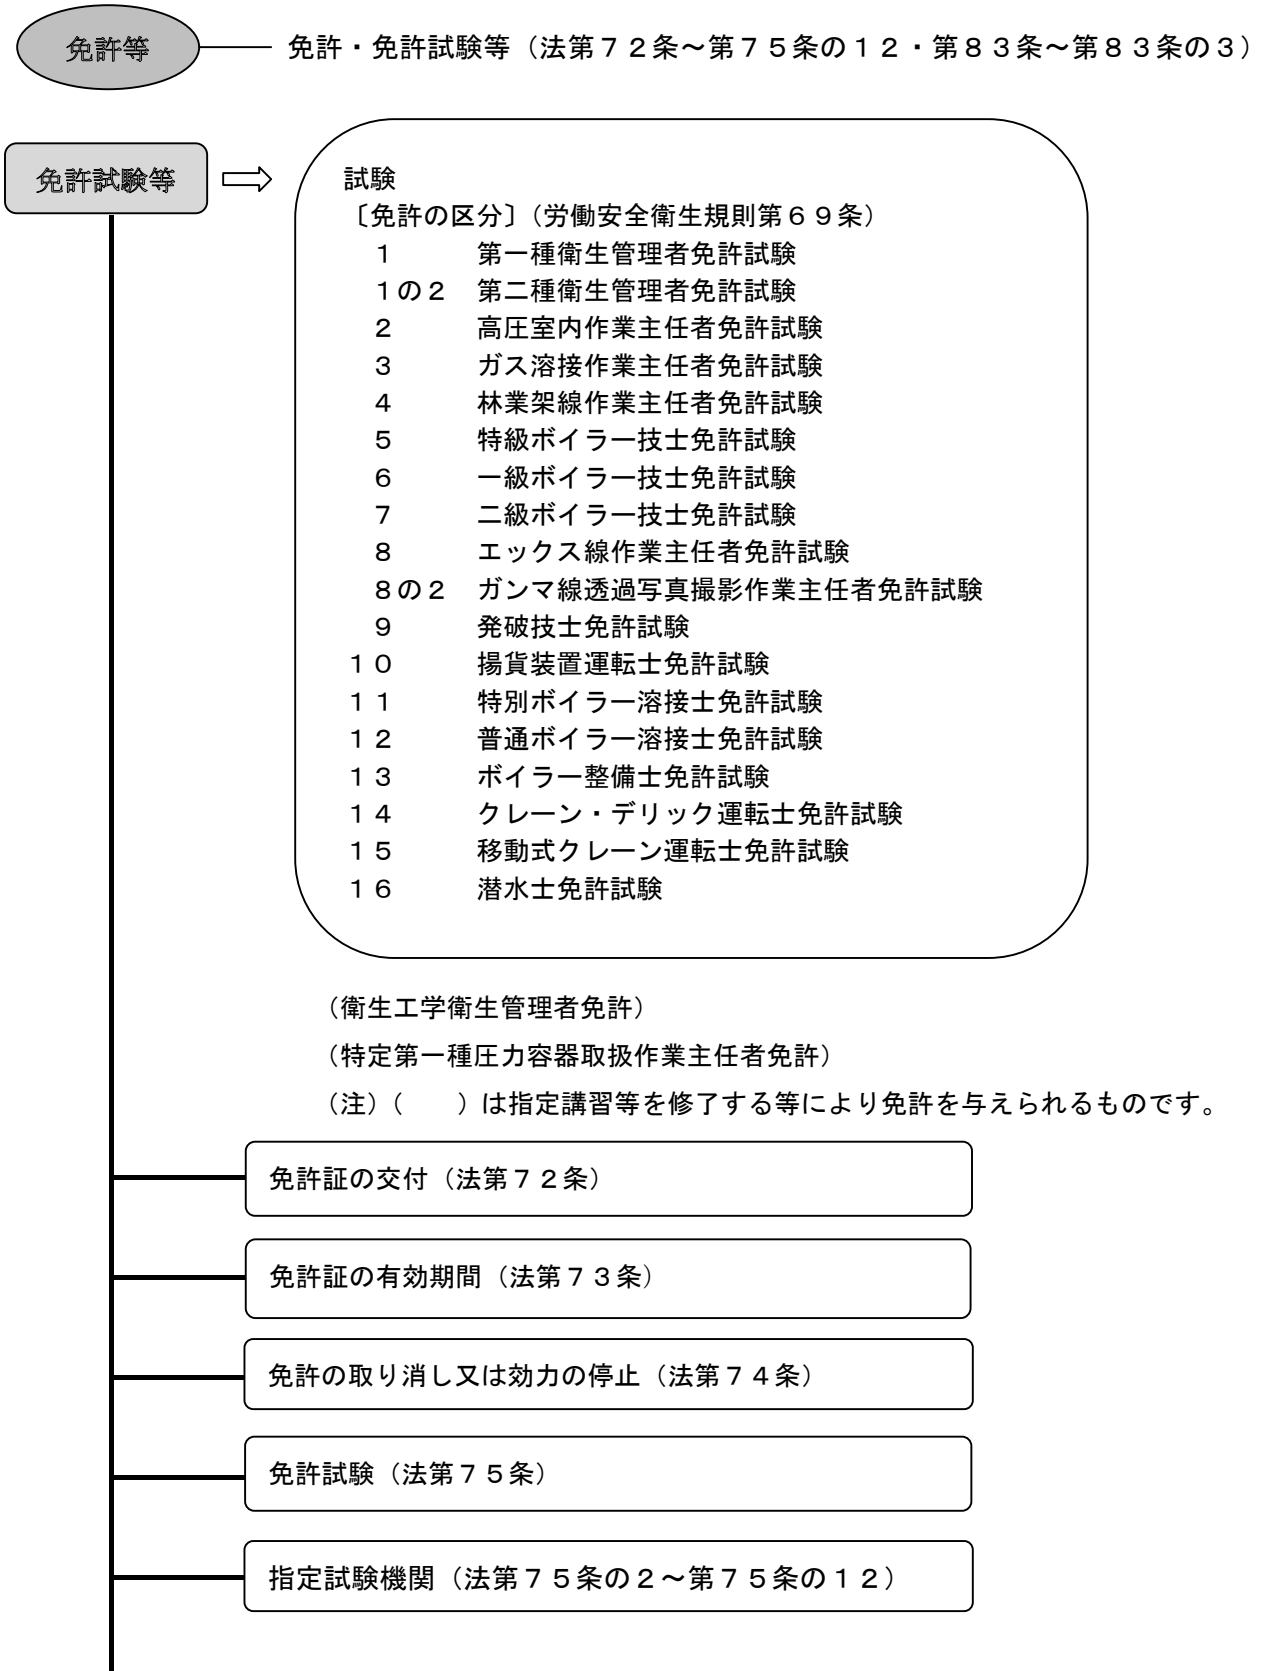 免許等 免許・免許試験等（法第７２条～第７５条の１２・第８３条～第８３条の３）
免許試験等
試験
〔免許の区分〕（労働安全衛生規則第６９条）
１ 第一種衛生管理者免許試験
１の２ 第二種衛生管理者免許試験
２ 高圧室内作業主任者免許試験
３ ガス溶接作業主任者免許試験
４ 林業架線作業主任者免許試験
５ 特級ボイラー技士免許試験
６ 一級ボイラー技士免許試験
７ 二級ボイラー技士免許試験
８ エックス線作業主任者免許試験
８の２ ガンマ線透過写真撮影作業主任者免許試験
９ 発破技士免許試験
１０ 揚貨装置運転士免許試験
１１ 特別ボイラー溶接士免許試験
１２ 普通ボイラー溶接士免許試験
１３ ボイラー整備士免許試験
１４ クレーン・デリック運転士免許試験
１５ 移動式クレーン運転士免許試験
１６ 潜水士免許試験
（衛生工学衛生管理者免許）
（特定第一種圧力容器取扱作業主任者免許）
（注）（　　）は指定講習等を修了する等により免許を与えられるものです。
免許証の交付（法第７２条）
免許証の有効期間（法第７３条）
免許の取り消し又は効力の停止（法第７４条）
免許試験（法第７５条）
指定試験機関（法第７５条の２～第７５条の１２）